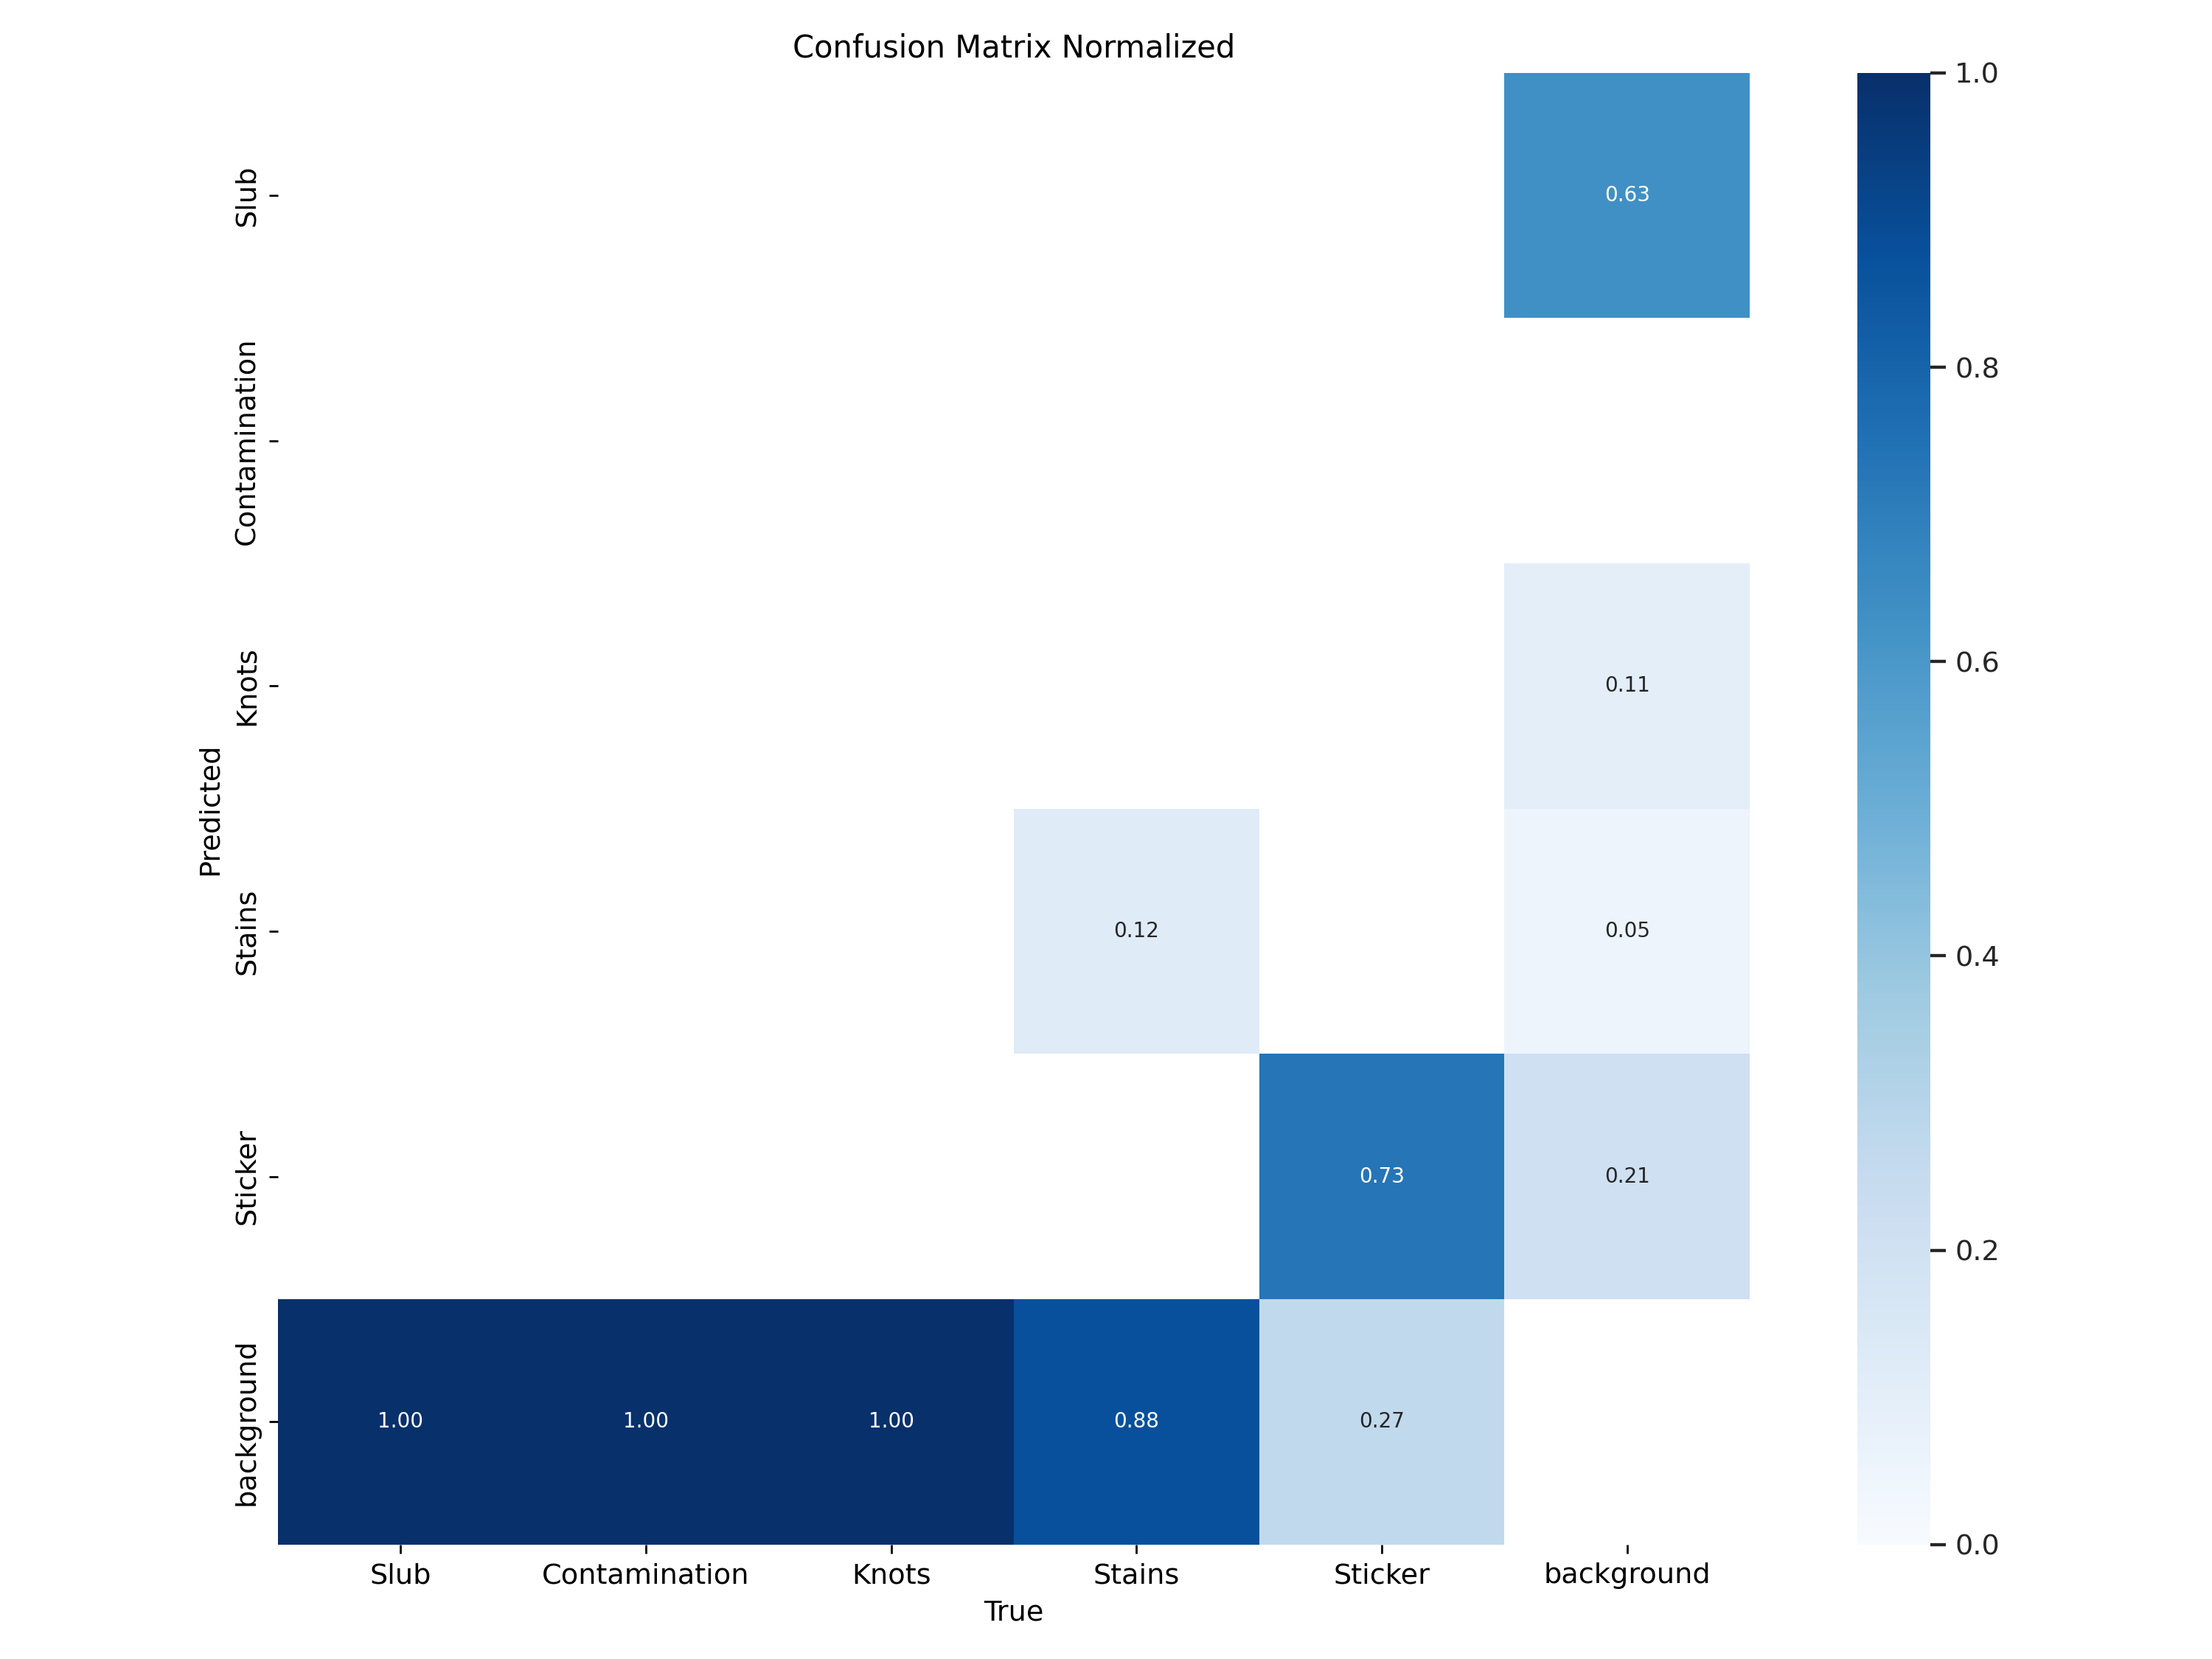 Confusion Matrix Normalized
1.0
Slub
0.63
0.8
Contamination
0.6
Knots
0.11
Predicted
0.4
Stains
0.12
0.05
0.2
Sticker
0.73
0.21
background
1.00
1.00
1.00
0.88
0.27
0.0
Slub
Contamination
Knots
Stains
Sticker
background
True